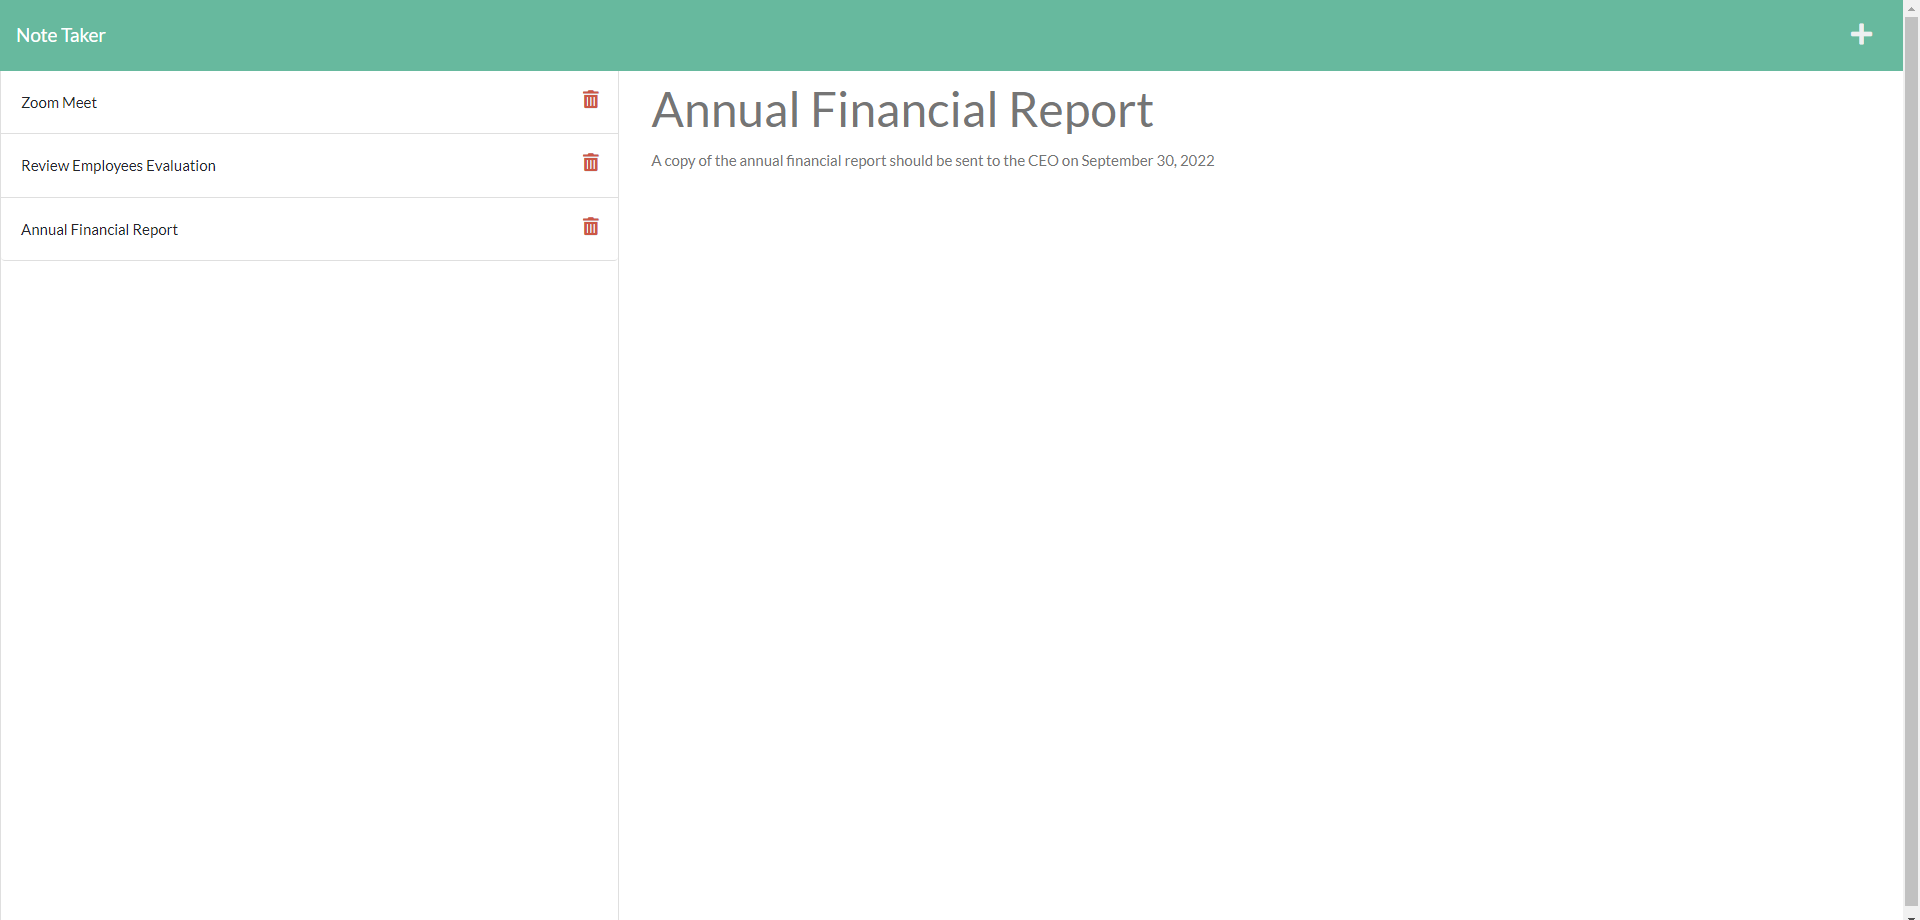 Note Taker
Zoom Meet
Review Employees Evaluation
Annual Financial Report
Annual Financial Report
A copy of the annual financial report should be sent to the CEO on September 30, 2022